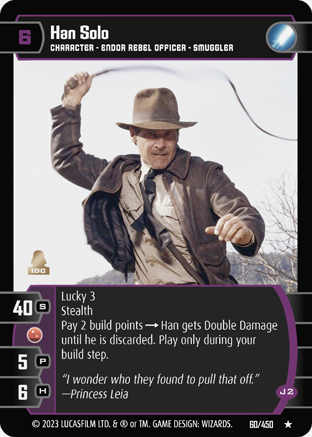 6
Han Solo
CHARACTER - ENDOR REBEL OFFICER - SMUGGLER
IDC
40 S
5 P
6 H
Lucky 3
Stealth
Pay 2 build points → Han gets Double Damage
until he is discarded. Play only during your
build step.
“I wonder who they found to pull that off.”
—Princess Leia
J2
© 2023 LUCASFILM LTD. & ® or TM. GAME DESIGN: WIZARDS.
60/450 ★